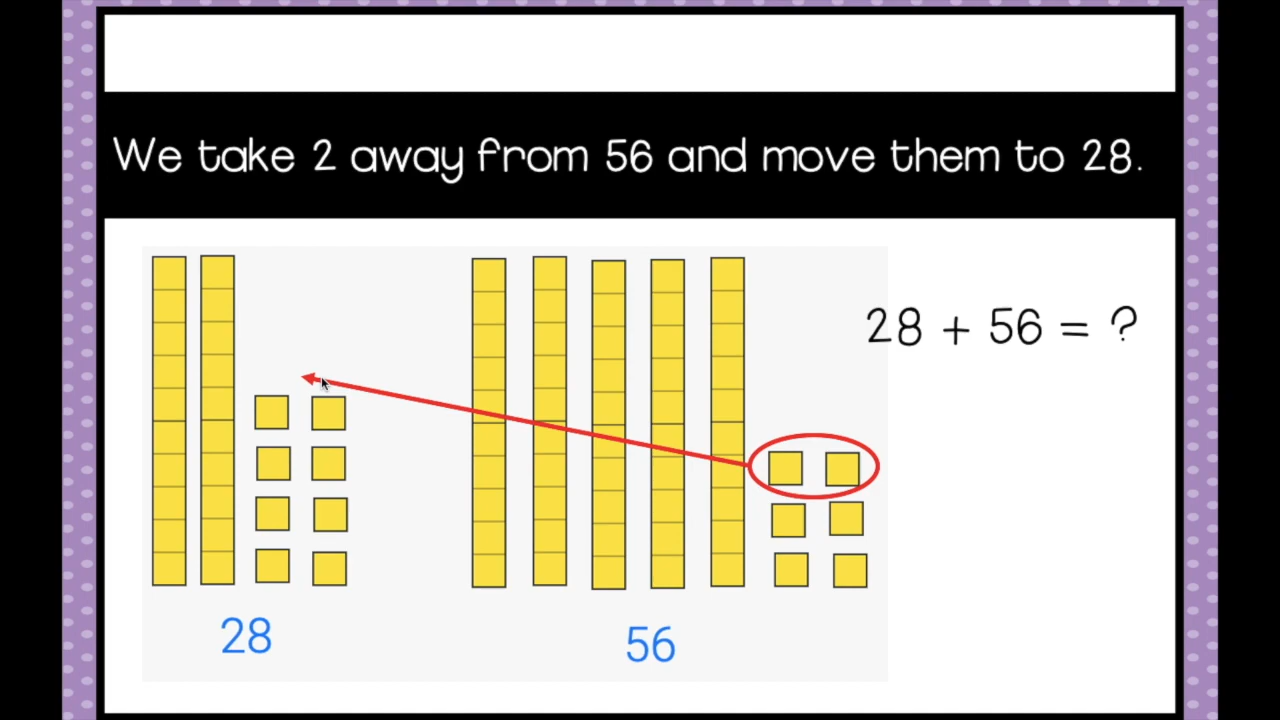 We take 2 away from 56 and move them to 28.
28 + 56 = ?
28
56